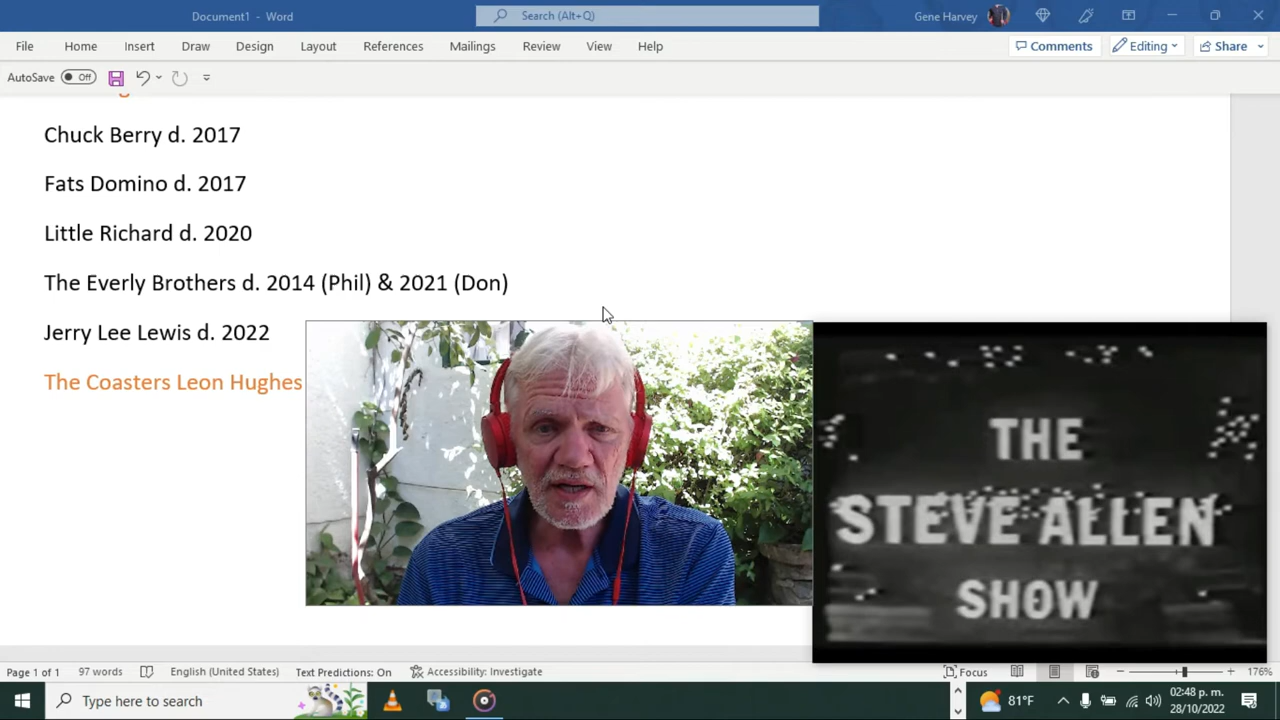 Document1 - Word
Search (Alt+Q)
Gene Harvey
File Home Insert Draw Design Layout References Mailings Review View Help
Comments Editing Share
AutoSave Off
Chuck Berry d. 2017
Fats Domino d. 2017
Little Richard d. 2020
The Everly Brothers d. 2014 (Phil) & 2021 (Don)
Jerry Lee Lewis d. 2022
The Coasters Leon Hughes
THE
STEVE ALLEN
SHOW
Page 1 of 1 97 words English (United States) Text Predictions: On Accessibility: Investigate Focus 176%
Type here to search
81°F
02:48 p. m.
28/10/2022